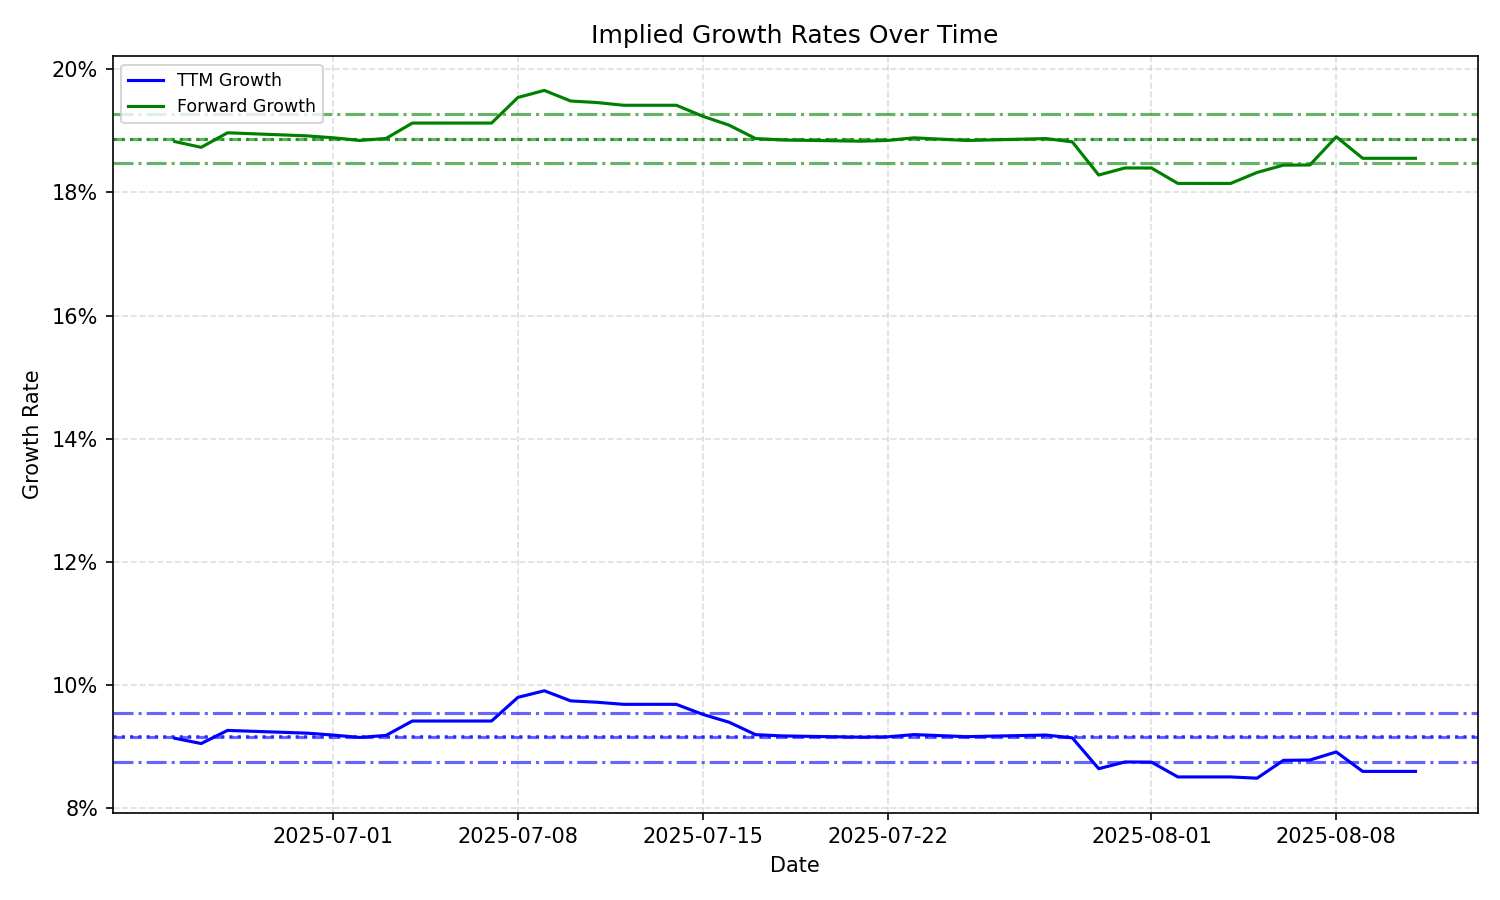 Implied Growth Rates Over Time
TTM Growth
Forward Growth
20%
18%
16%
14%
12%
10%
8%
Growth Rate
2025-07-01 2025-07-08 2025-07-15 2025-07-22 2025-08-01 2025-08-08
Date